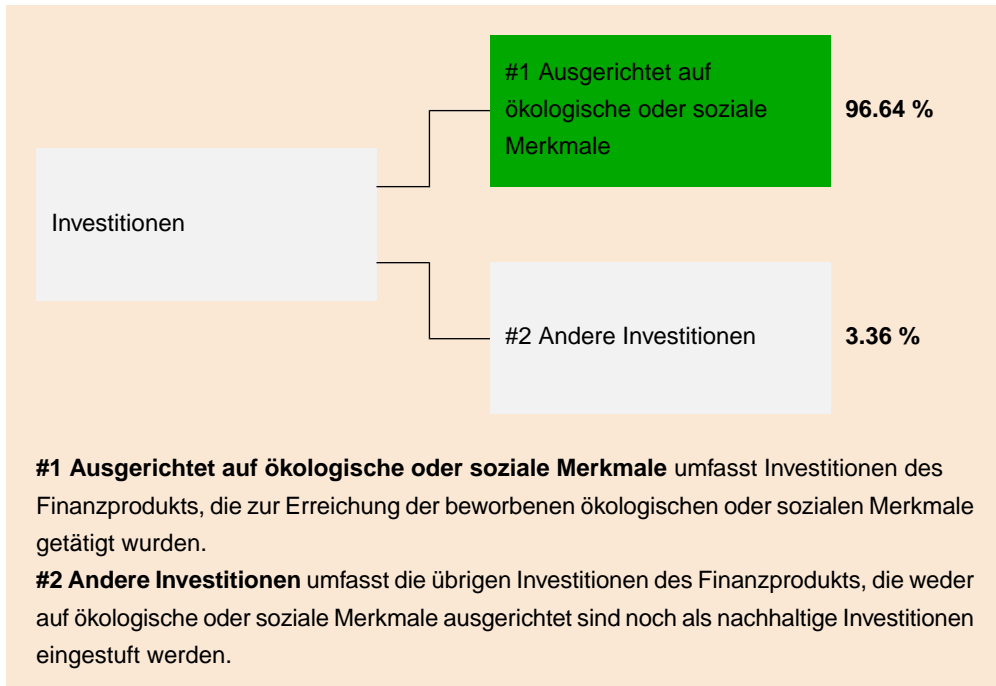 #1 Ausgerichtet auf
ökologische oder soziale
Merkmale
96.64 %
Investitionen
#2 Andere Investitionen
3.36 %
#1 Ausgerichtet auf ökologische oder soziale Merkmale umfasst Investitionen des
Finanzprodukts, die zur Erreichung der beworbenen ökologischen oder sozialen Merkmale
getätigt wurden.
#2 Andere Investitionen umfasst die übrigen Investitionen des Finanzprodukts, die weder
auf ökologische oder soziale Merkmale ausgerichtet sind noch als nachhaltige Investitionen
eingestuft werden.